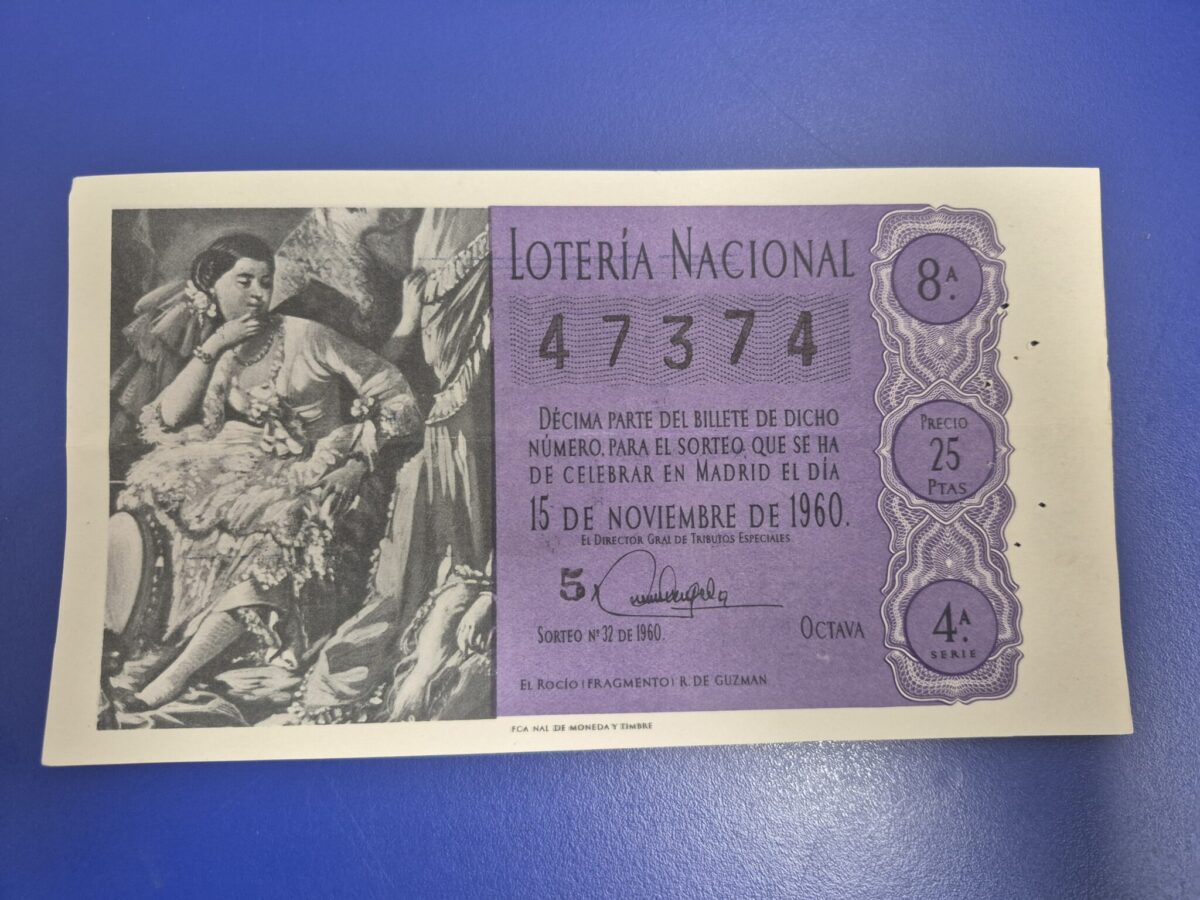 LOTERÍA NACIONAL
47374
DÉCIMA PARTE DEL BILLETE DE DICHO
NÚMERO, PARA EL SORTEO, QUE SE HA
DE CELEBRAR EN MADRID EL DÍA
15 DE NOVIEMBRE DE 1960.
EL DIRECTOR GRAL DE TRIBUTOS ESPECIALES
5
SORTEO Nº 32 DE 1960.
OCTAVA
EL ROCÍO (FRAGMENTO) R. DE GUZMAN
8ª.
PRECIO
25
PTAS
4ª.
SERIE
FCA NAL DE MONEDA Y TIMBRE